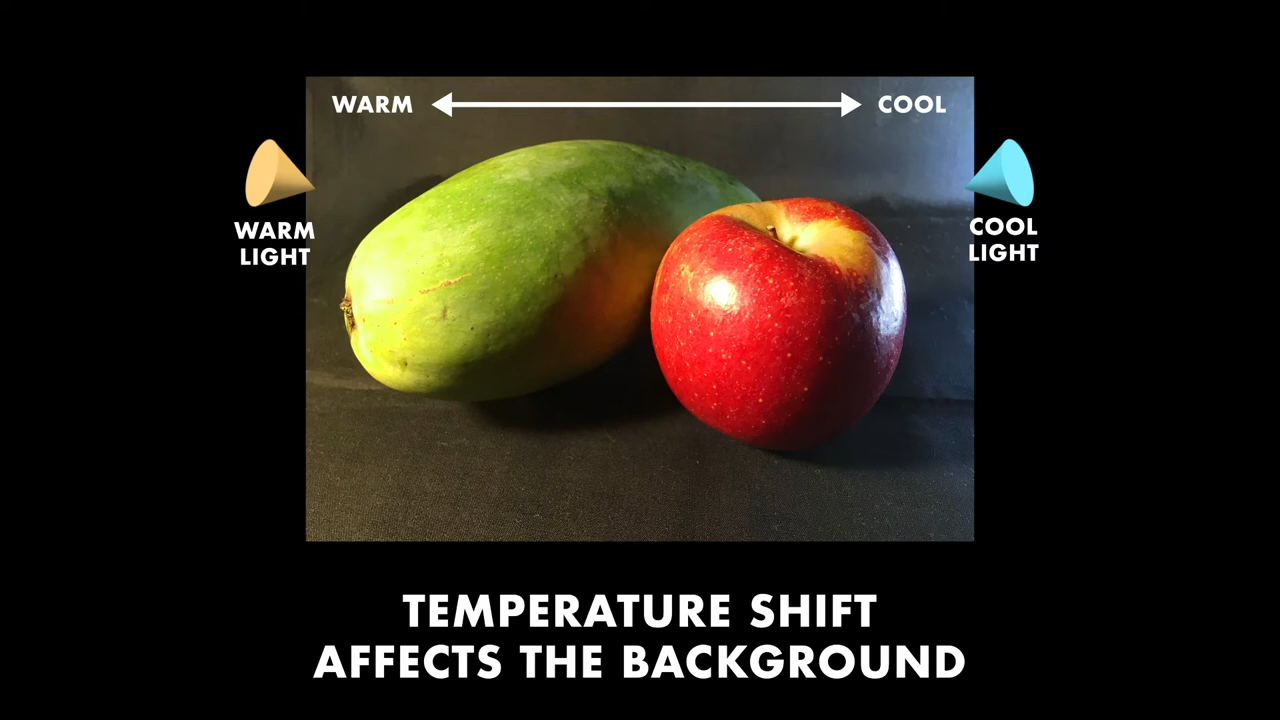 WARM
COOL
WARM
LIGHT
COOL
LIGHT
TEMPERATURE SHIFT
AFFECTS THE BACKGROUND